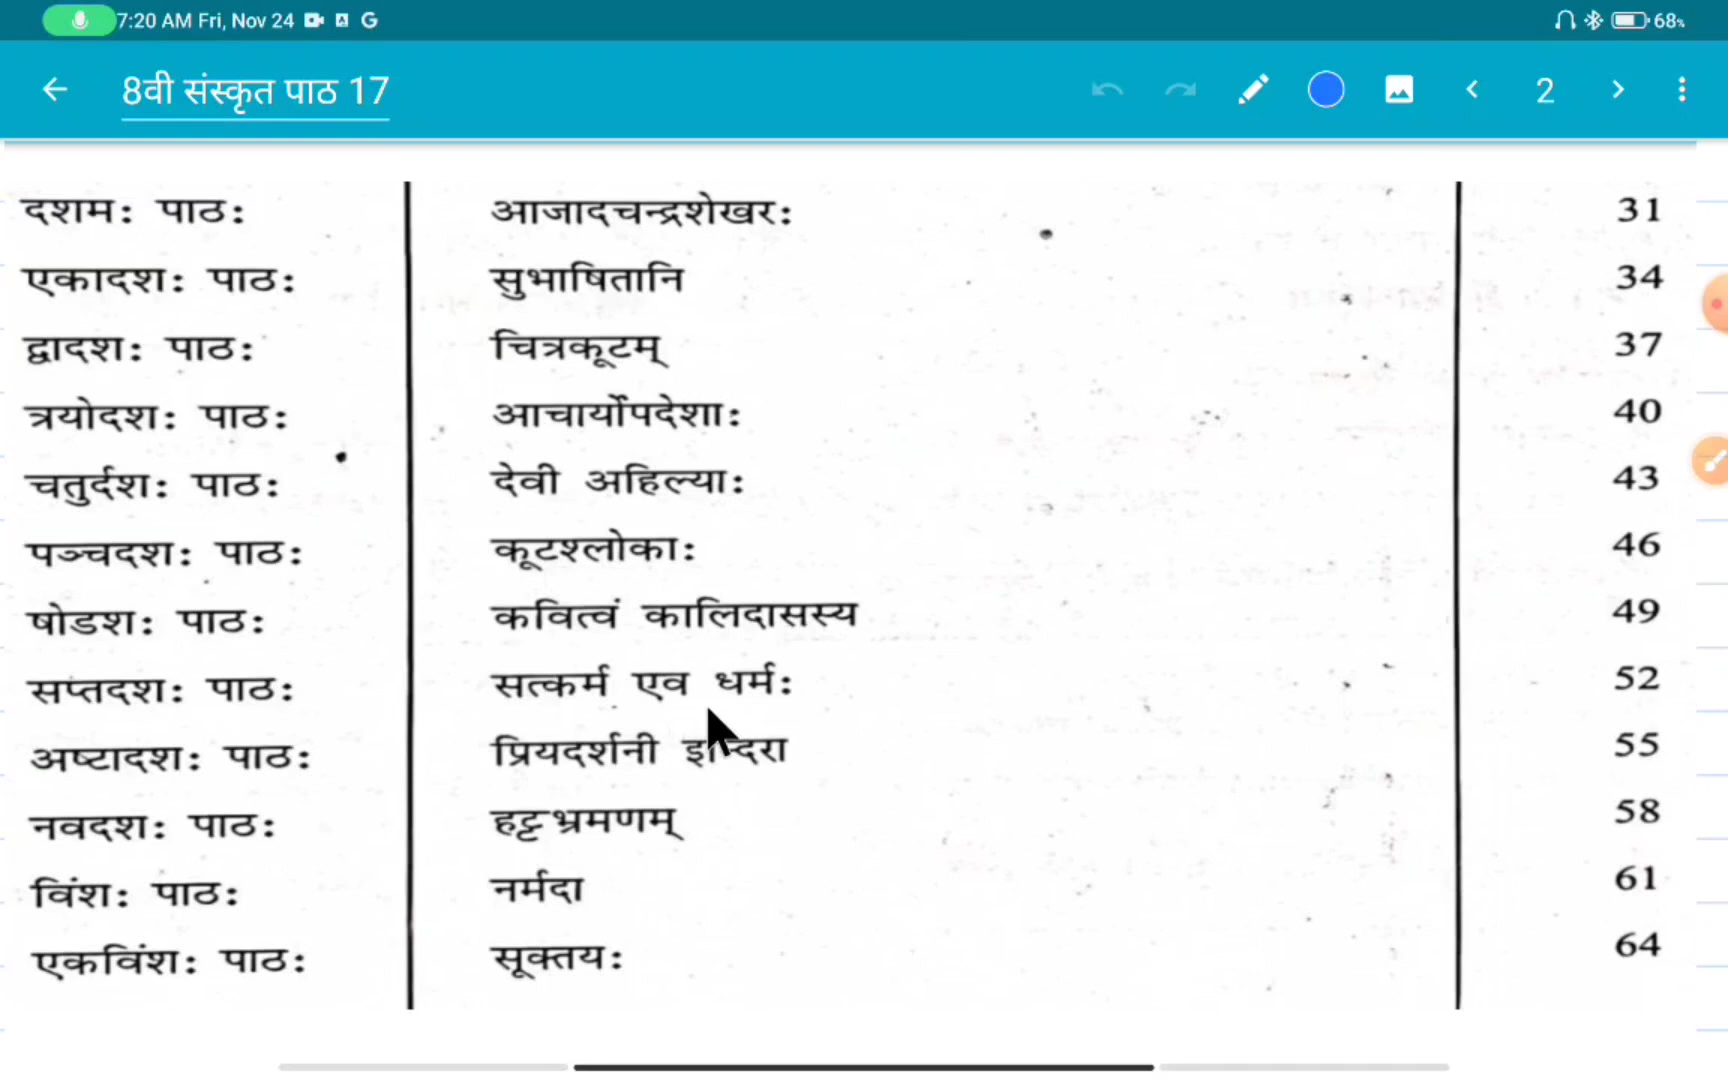 7:20 AM Fri, Nov 24 G 68%
8वी संस्कृत पाठ 17 2
दशमः पाठः आजादचन्द्रशेखरः 31
एकादशः पाठः सुभाषितानि 34
द्वादशः पाठः चित्रकूटम् 37
त्रयोदशः पाठः आचार्योपदेशाः 40
चतुर्दशः पाठः देवी अहिल्याः 43
पञ्चदशः पाठः कूटश्लोकाः 46
षोडशः पाठः कवित्वं कालिदासस्य 49
सप्तदशः पाठः सत्कर्म एव धर्मः 52
अष्टादशः पाठः प्रियदर्शनी इन्दिरा 55
नवदशः पाठः हट्टभ्रमणम् 58
विंशः पाठः नर्मदा 61
एकविंशः पाठः सूक्तयः 64